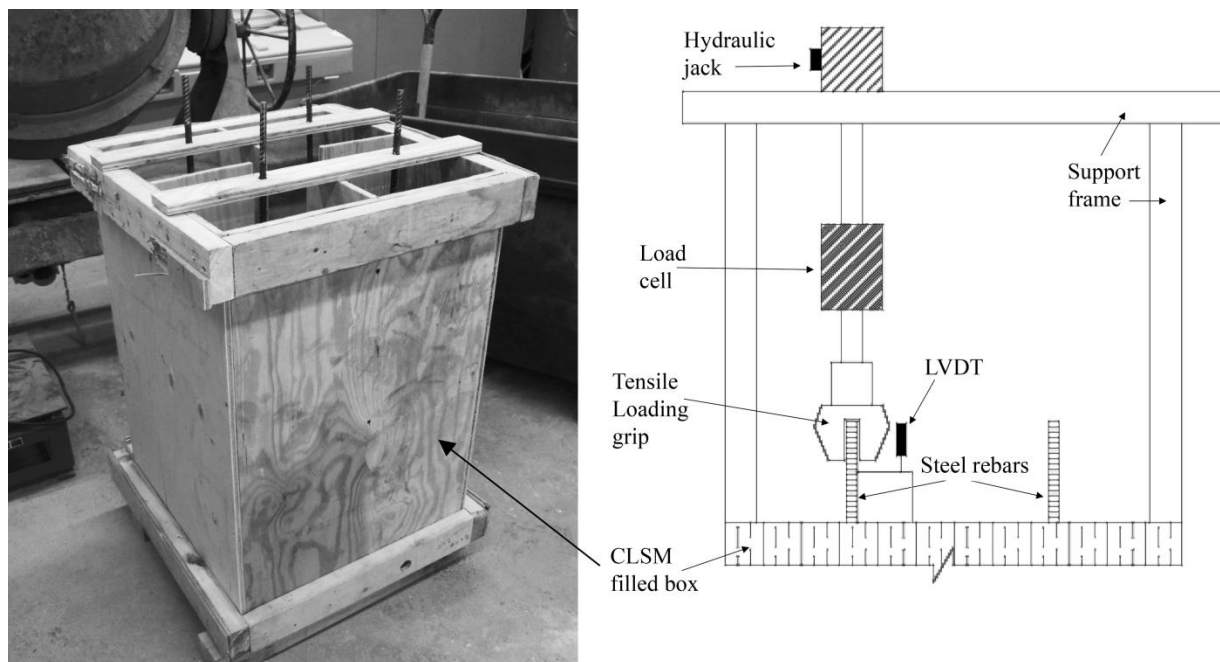 Hydraulic
jack
Support
frame
Load
cell
Tensile
Loading
grip
LVDT
Steel rebars
CLSM
filled box